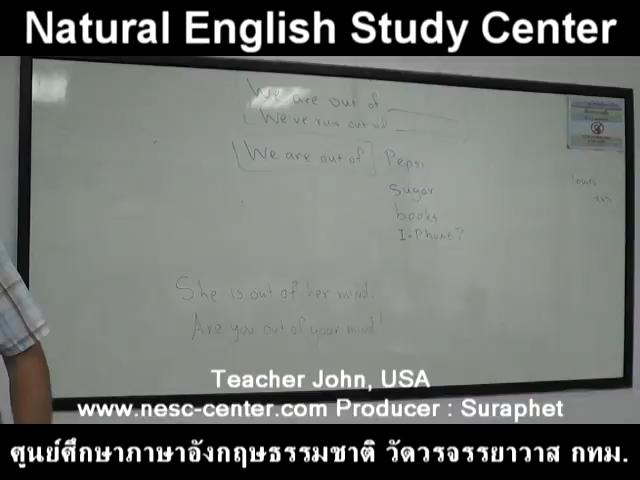 Natural English Study Center
We are out of
We've run out of
[We are out of] Pepsi
Sugar
books
I-Phone?
She is out of her mind.
Are you out of your mind!
Teacher John, USA
www.nesc-center.com Producer : Suraphet
ศูนย์ศึกษาภาษาอังกฤษธรรมชาติ วัดวรจรรยาวาส กทม.